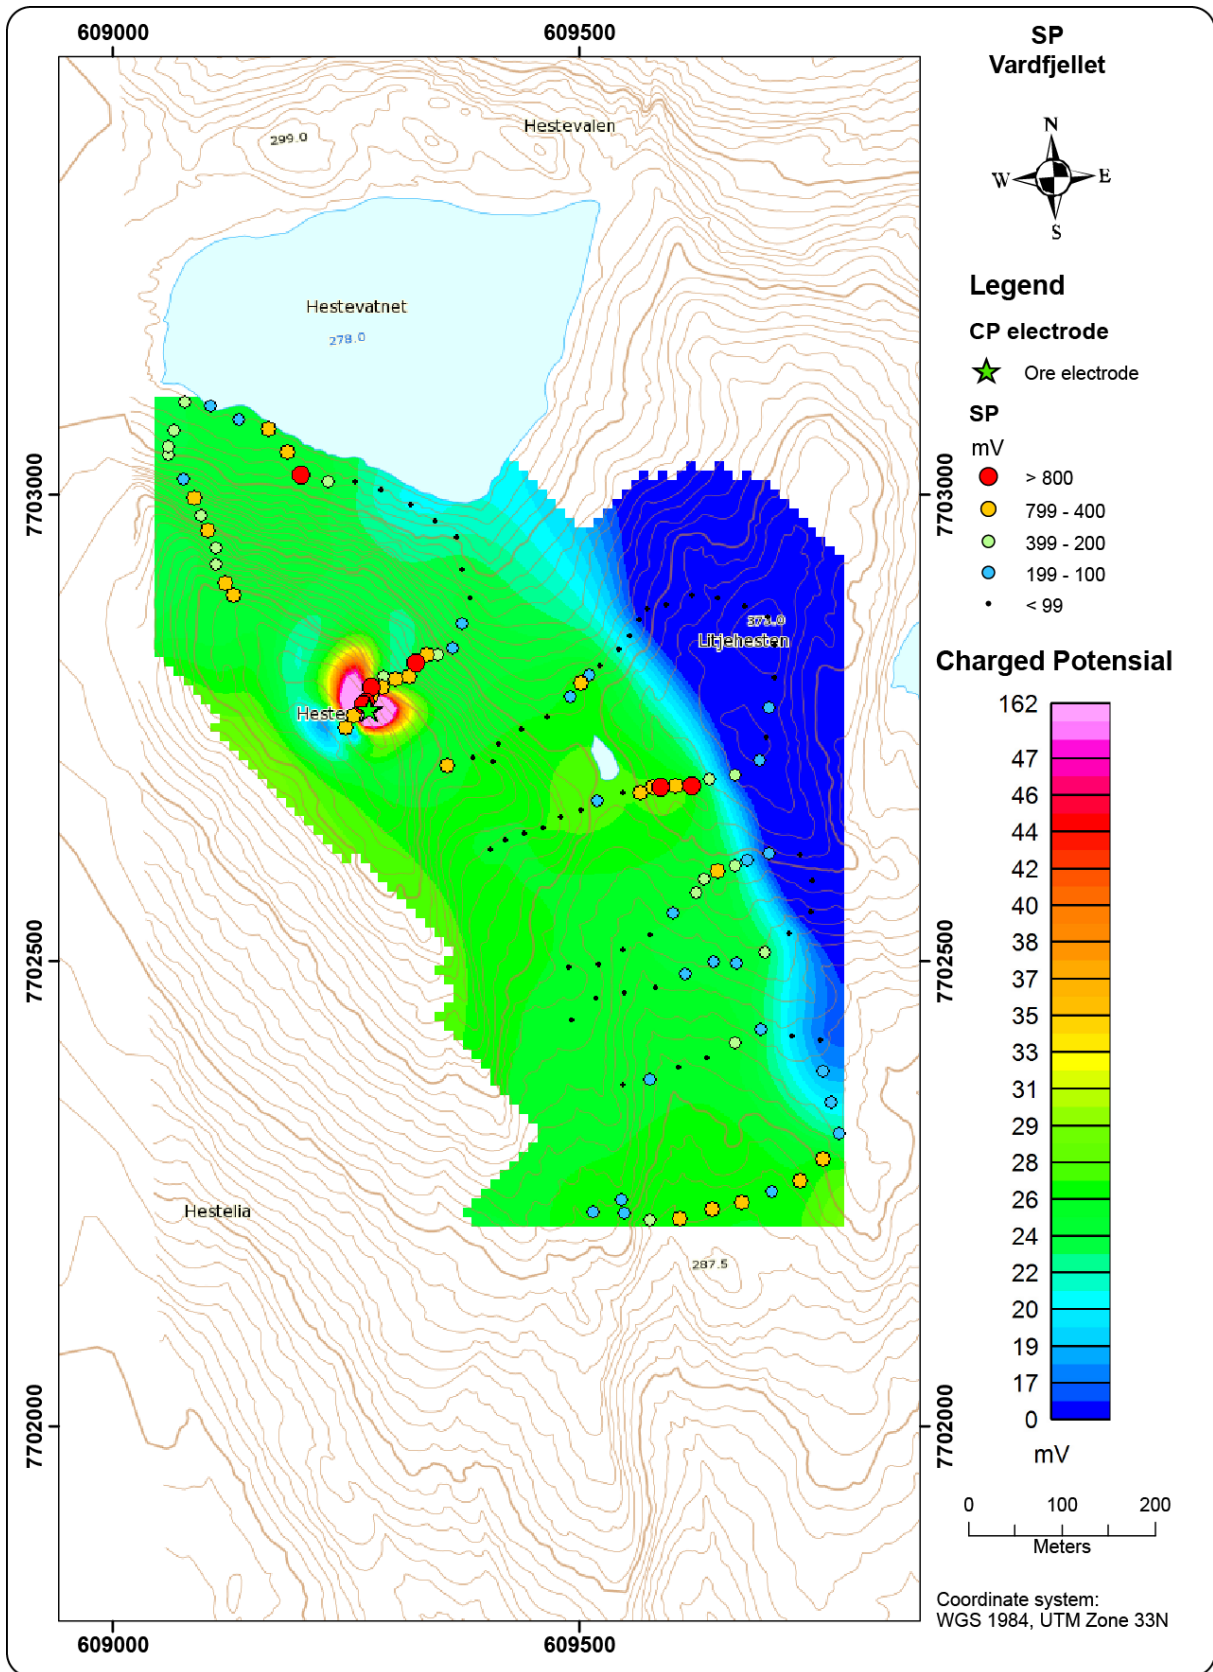 609000
609500
SP
Vardfjellet
N
W
E
S
Hestevalen
299.0
Hestevatnet
278.0
Legend
CP electrode
Ore electrode
SP
mV
> 800
799 - 400
399 - 200
199 - 100
< 99
7703000
7703000
Litjehesten
Heste
Charged Potensial
162
47
46
44
42
40
38
37
35
33
31
29
28
26
24
22
20
19
17
0
mV
7702500
7702500
Hestelia
287.5
7702000
7702000
0 100 200
Meters
Coordinate system:
WGS 1984, UTM Zone 33N
609000
609500